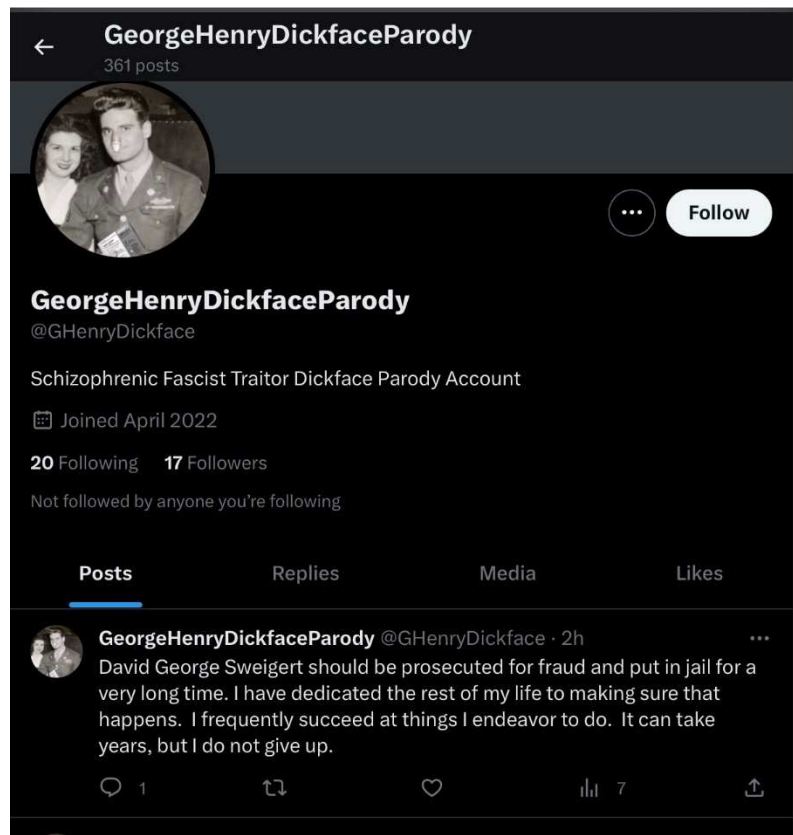 GeorgeHenryDickfaceParody
361 posts
Follow
GeorgeHenryDickfaceParody
@GHenryDickface
Schizophrenic Fascist Traitor Dickface Parody Account
Joined April 2022
20 Following 17 Followers
Not followed by anyone you're following
Posts Replies Media Likes
GeorgeHenryDickfaceParody @GHenryDickface · 2h
David George Sweigert should be prosecuted for fraud and put in jail for a
very long time. I have dedicated the rest of my life to making sure that
happens. I frequently succeed at things I endeavor to do. It can take
years, but I do not give up.
1 7